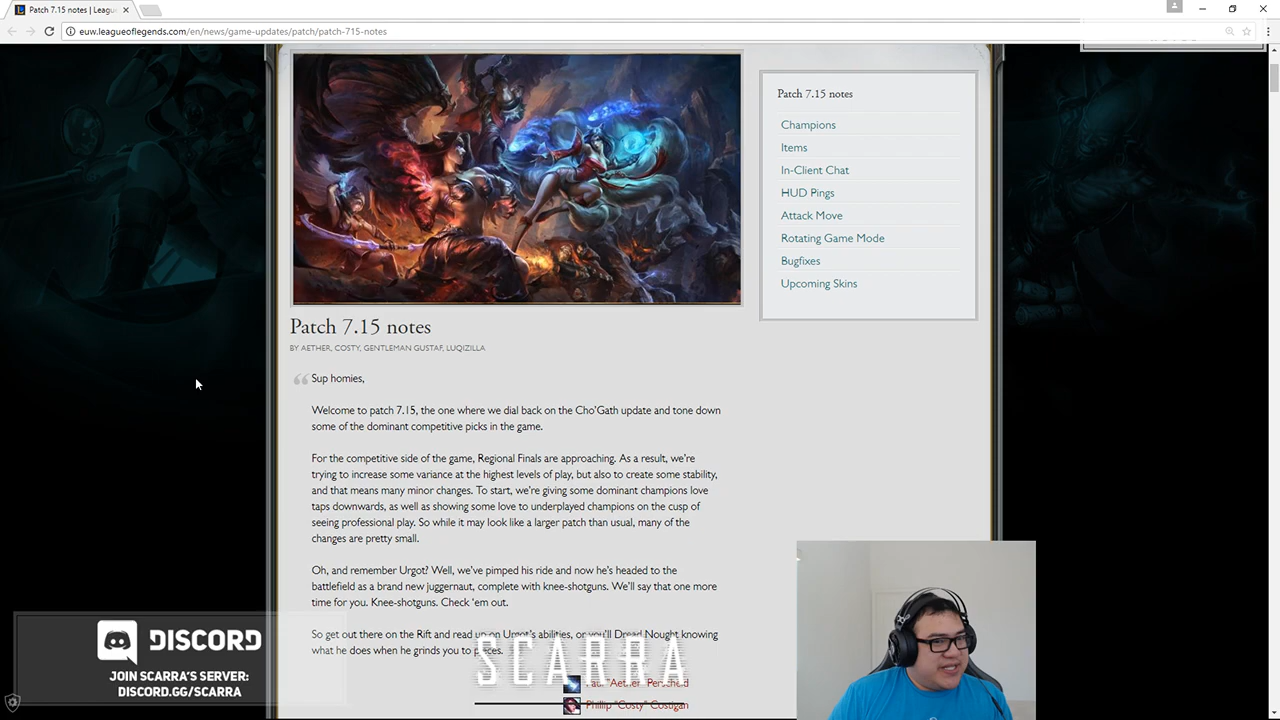 Patch 7.15 notes | Leagu
euw.leagueoflegends.com/en/news/game-updates/patch/patch-715-notes
Patch 7.15 notes
Champions
Items
In-Client Chat
HUD Pings
Attack Move
Rotating Game Mode
Bugfixes
Upcoming Skins
Patch 7.15 notes
BY AETHER, COSTY, GENTLEMAN GUSTAF, LUQIZILLA
Sup homies,
Welcome to patch 7.15, the one where we dial back on the Cho'Gath update and tone down
some of the dominant competitive picks in the game.
For the competitive side of the game, Regional Finals are approaching. As a result, we're
trying to increase some variance at the highest levels of play, but also to create some stability,
and that means many minor changes. To start, we're giving some dominant champions love
taps downwards, as well as showing some love to underplayed champions on the cusp of
seeing professional play. So while it may look like a larger patch than usual, many of the
changes are pretty small.
Oh, and remember Urgot? Well, we've pimped his ride and now he's headed to the
battlefield as a brand new juggernaut, complete with knee-shotguns. We'll say that one more
time for you. Knee-shotguns. Check 'em out.
So get out there on the Rift and read up on Urgot's abilities, or you'll Dread Nought knowing
what he does when he grinds you to pieces.
SCARRA
Paul "Aether" Perscheid
Phillip "Costy" Costigan
DISCORD
JOIN SCARRA'S SERVER:
DISCORD.GG/SCARRA